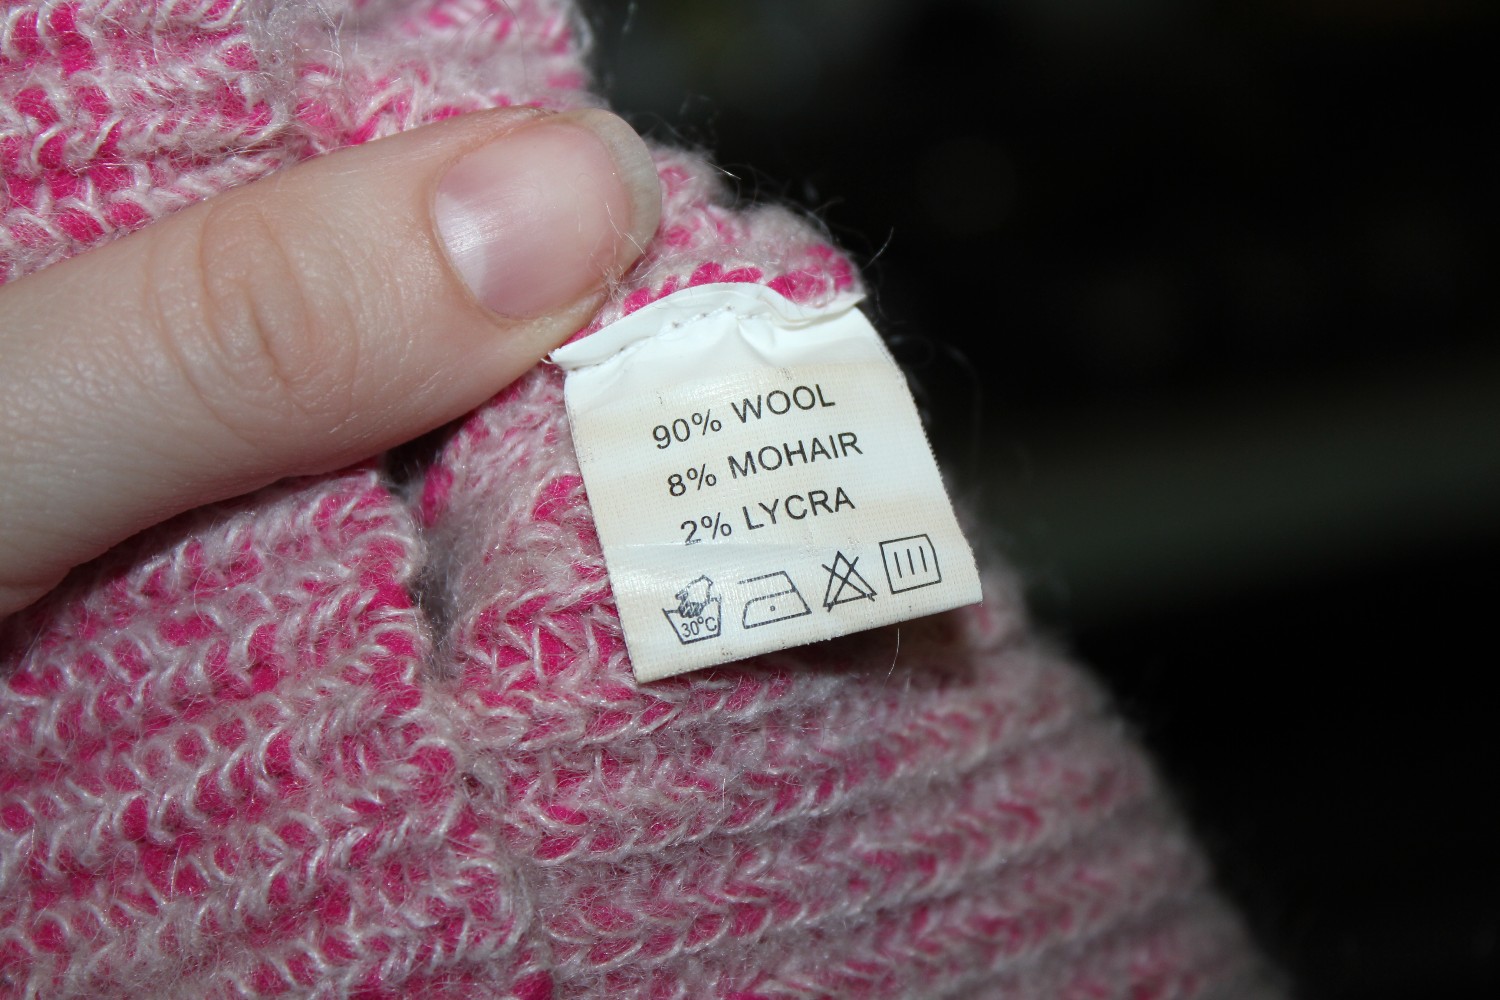 90% WOOL
8% MOHAIR
2% LYCRA
30°C